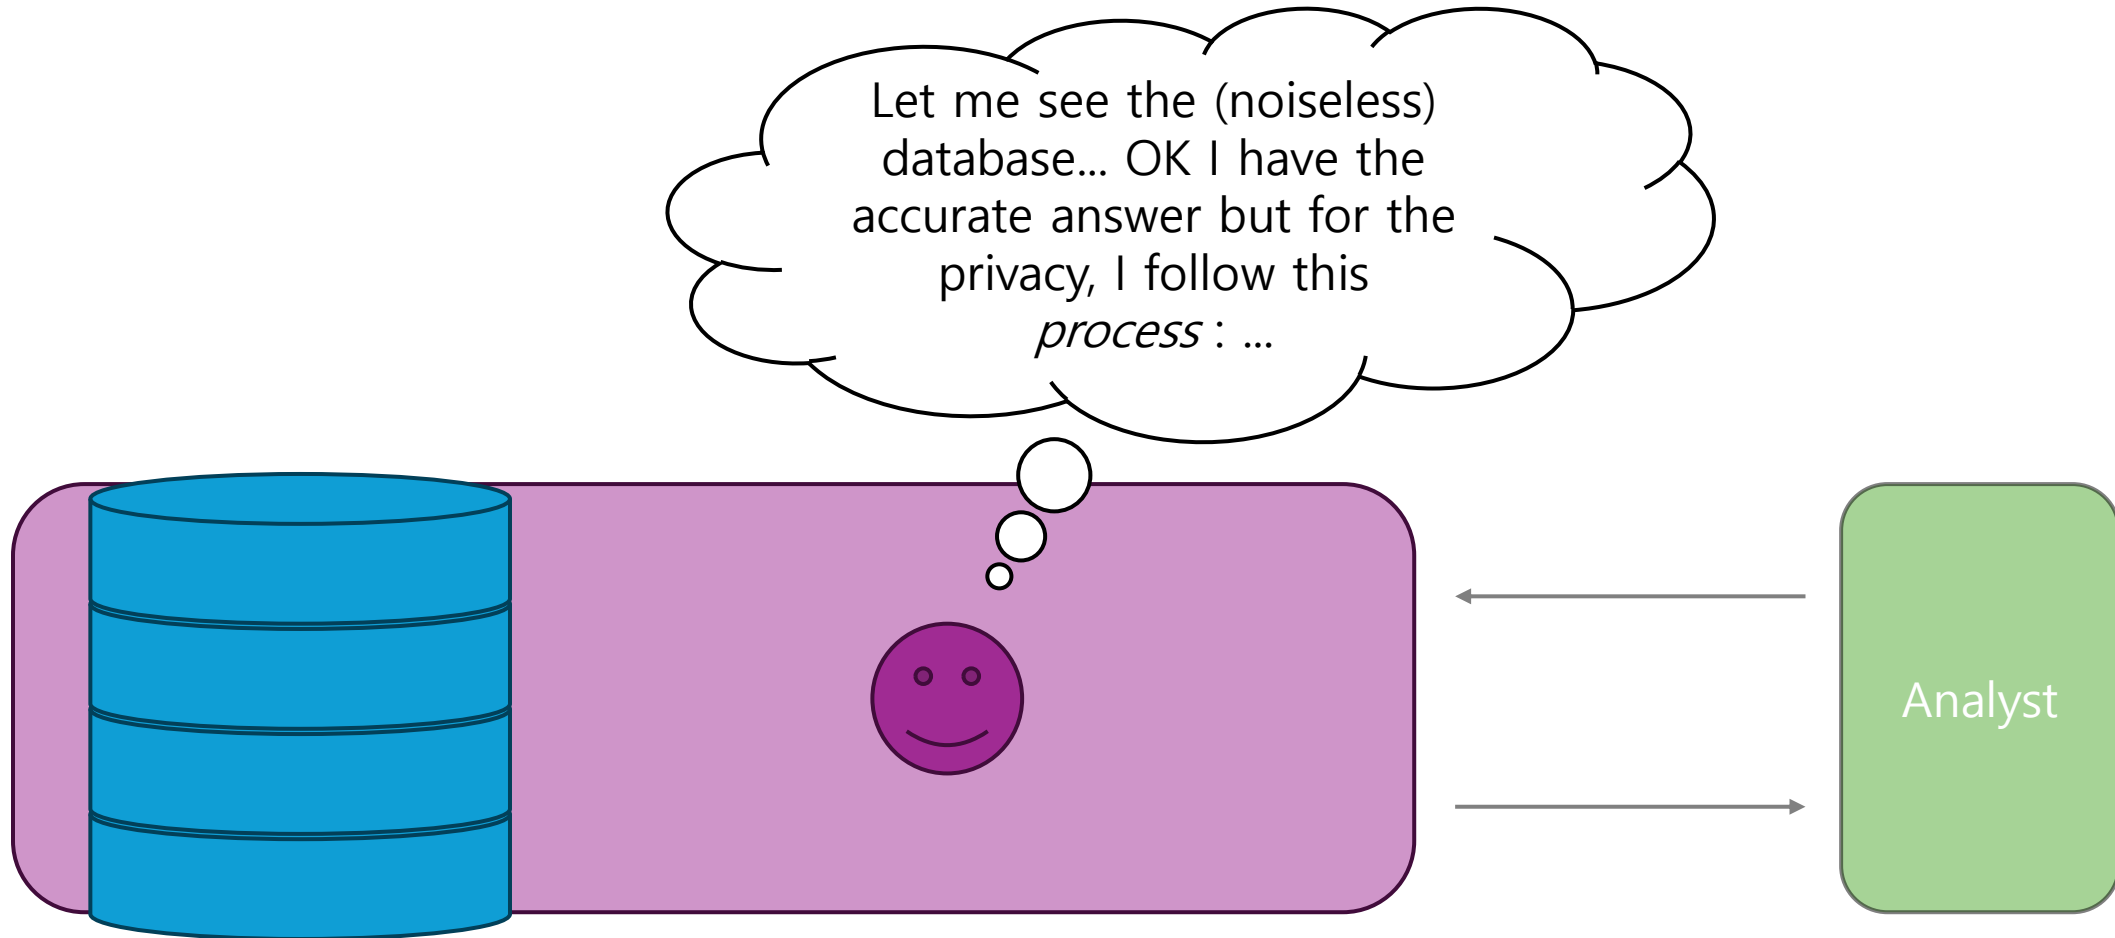 Let me see the (noiseless)
database... OK I have the
accurate answer but for the
privacy, I follow this
process : ...
Analyst